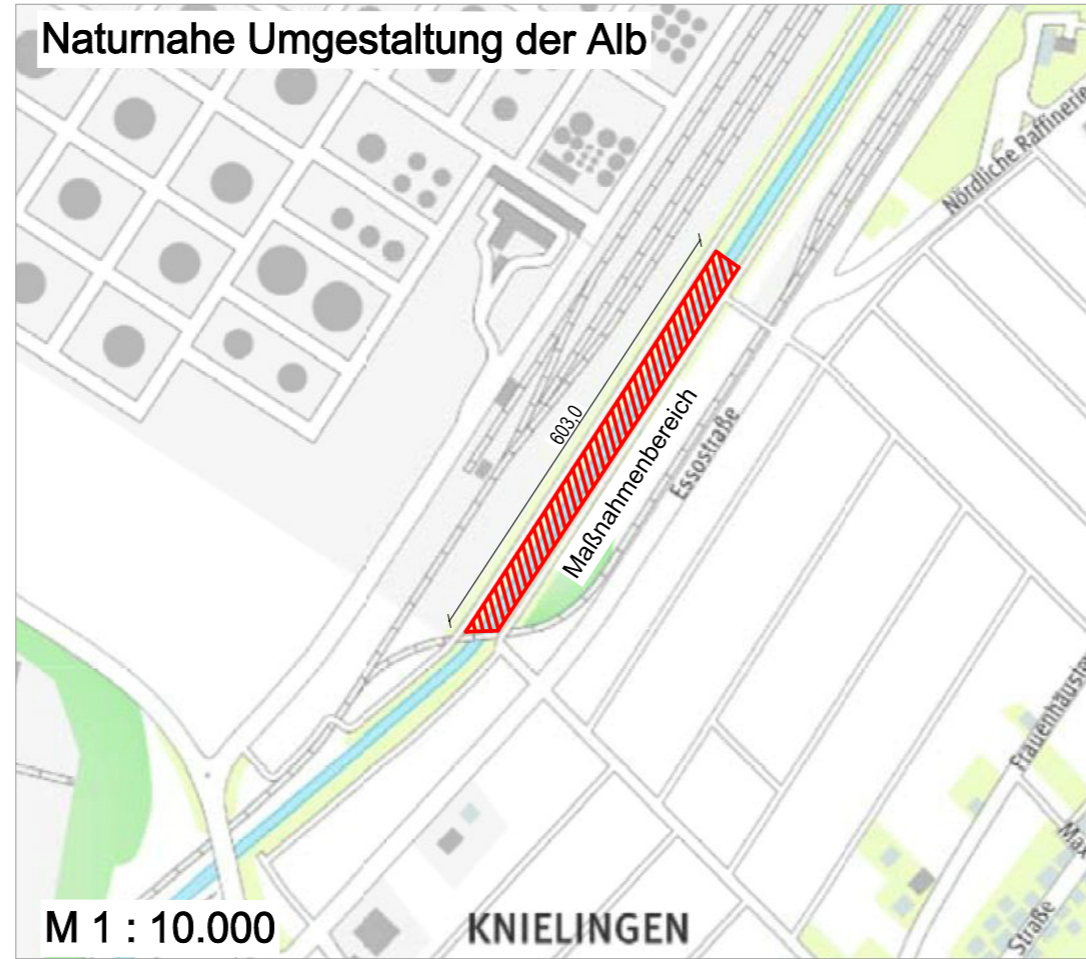 Naturnahe Umgestaltung der Alb
Nördliche Raffinerie
603,0
Maßnahmenbereich
Essostraße
Straße
M 1 : 10.000
KNIELINGEN